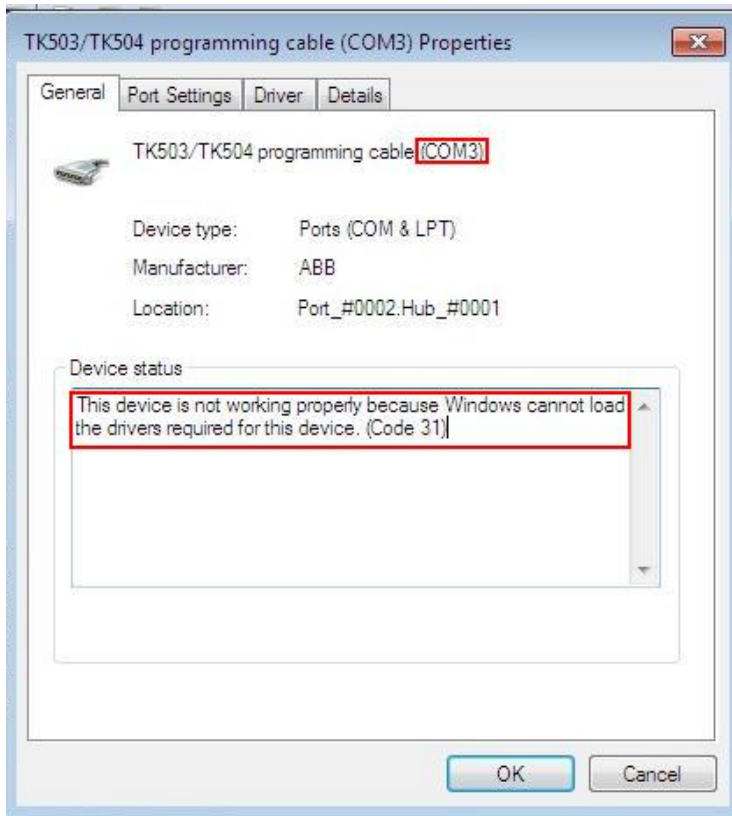 TK503/TK504 programming cable (COM3) Properties
General Port Settings Driver Details
TK503/TK504 programming cable (COM3)
Device type: Ports (COM & LPT)
Manufacturer: ABB
Location: Port_#0002.Hub_#0001
Device status
This device is not working properly because Windows cannot load
the drivers required for this device. (Code 31)
OK Cancel